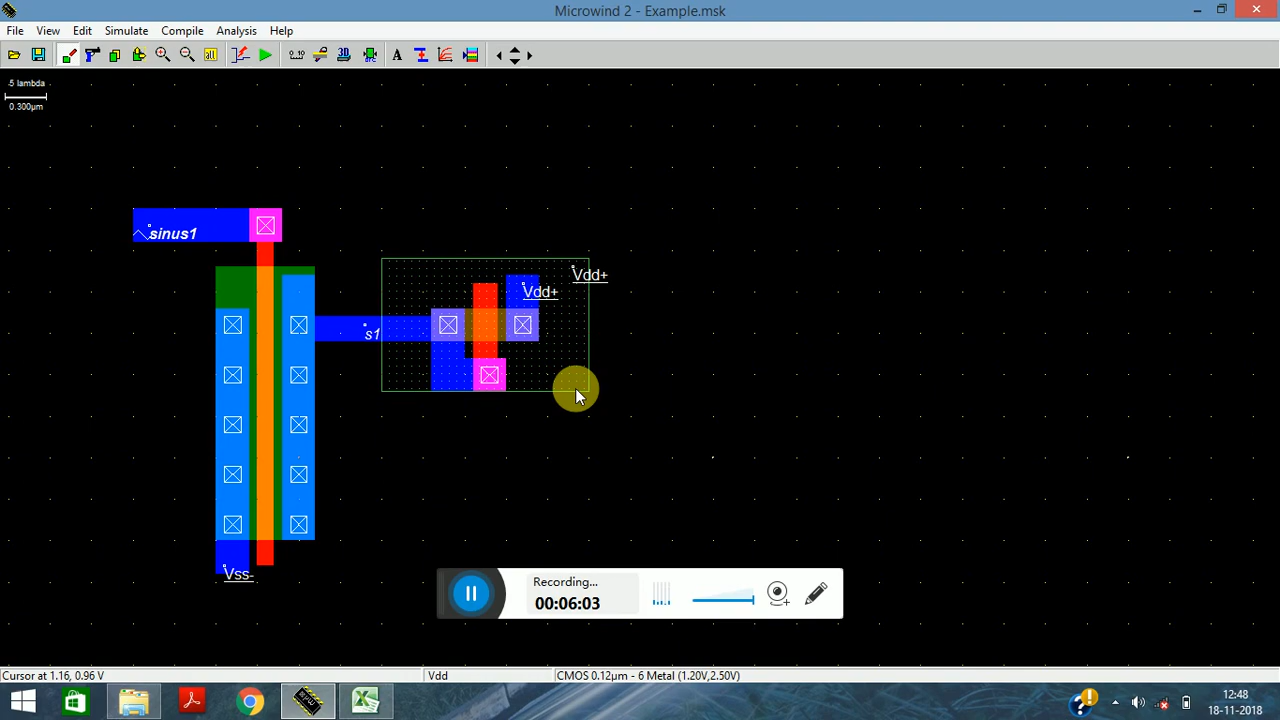 Microwind 2 - Example.msk
File View Edit Simulate Compile Analysis Help
5 lambda
0.300µm
sinus1
Vdd+
Vdd+
s1
Vss-
Recording...
00:06:03
Cursor at 1.16, 0.96 V
Vdd
CMOS 0.12µm - 6 Metal (1.20V,2.50V)
12:48
18-11-2018